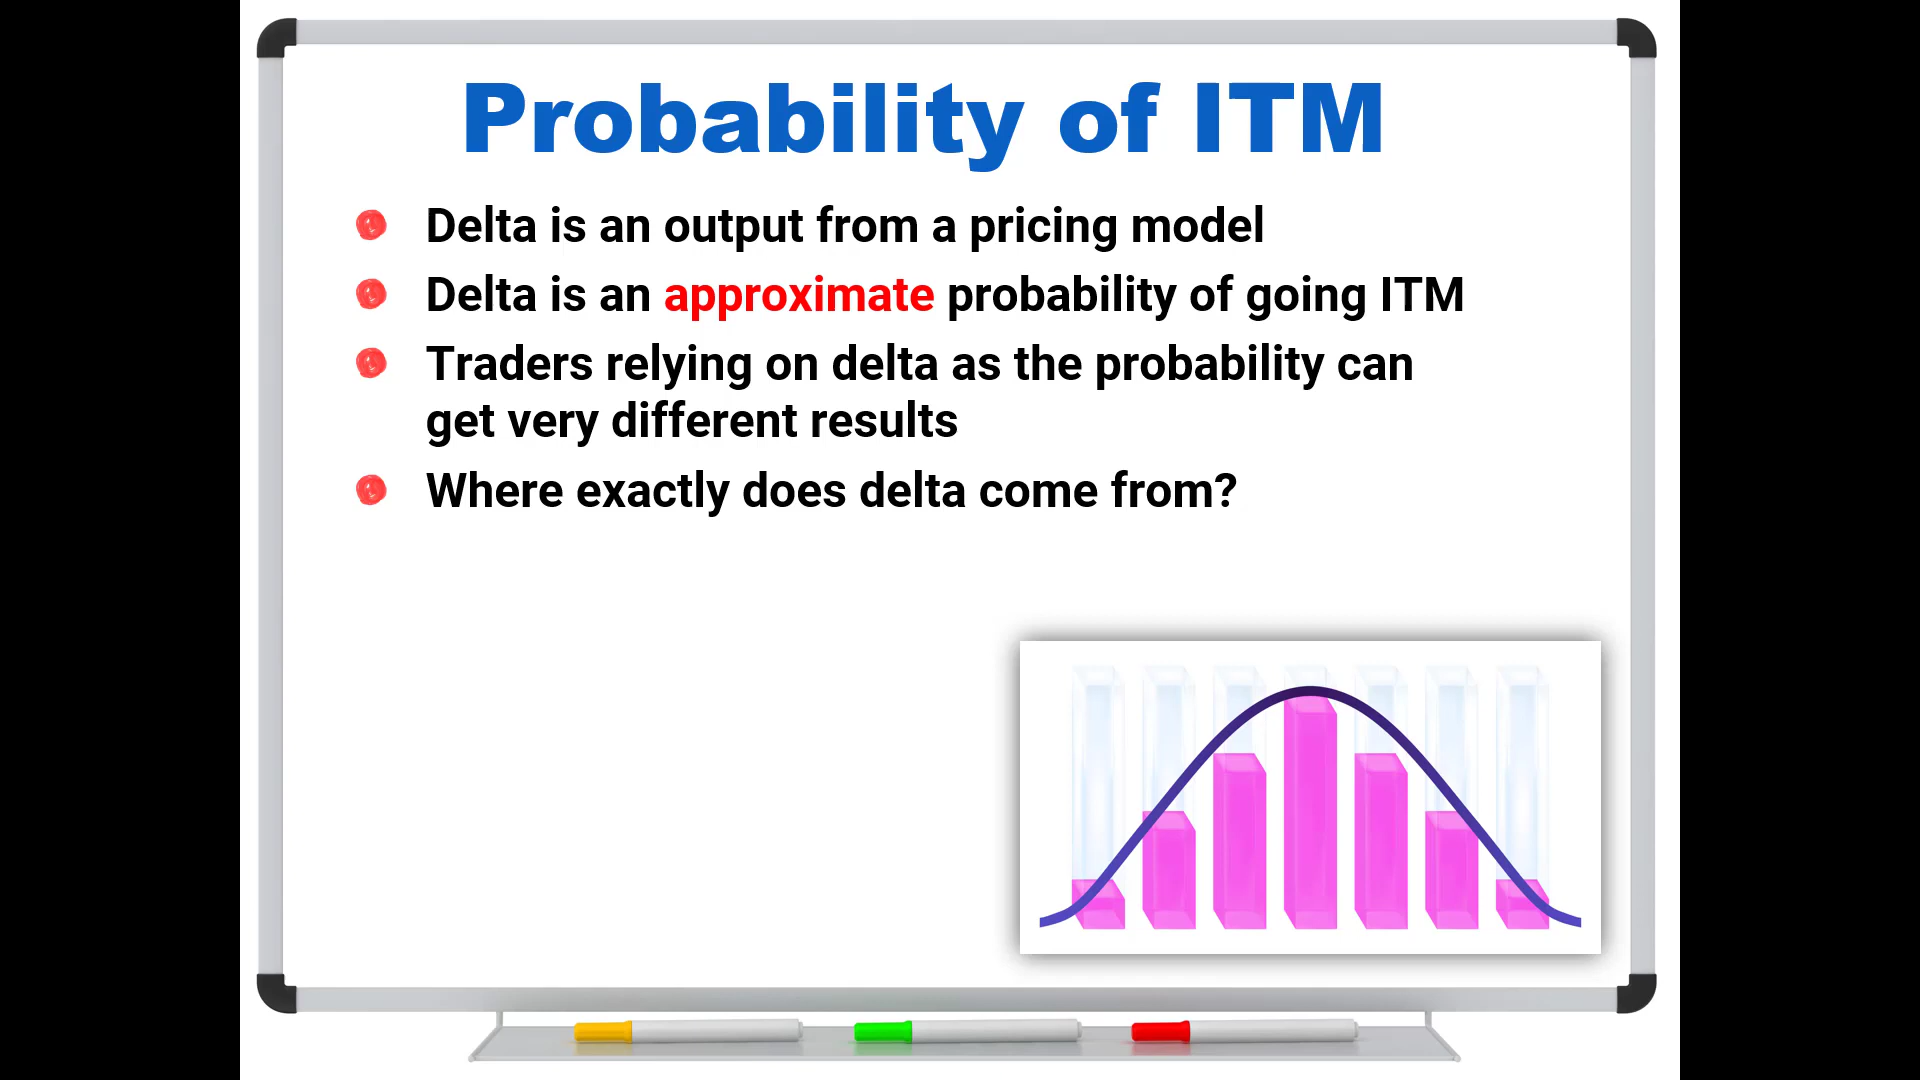 Probability of ITM
Delta is an output from a pricing model
Delta is an approximate probability of going ITM
Traders relying on delta as the probability can
get very different results
Where exactly does delta come from?